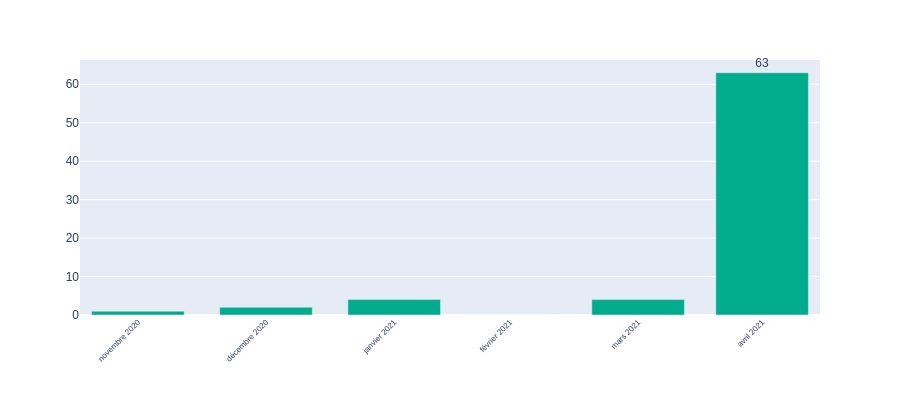 63
60
50
40
30
20
10
0
novembre 2020
décembre 2020
janvier 2021
février 2021
mars 2021
avril 2021